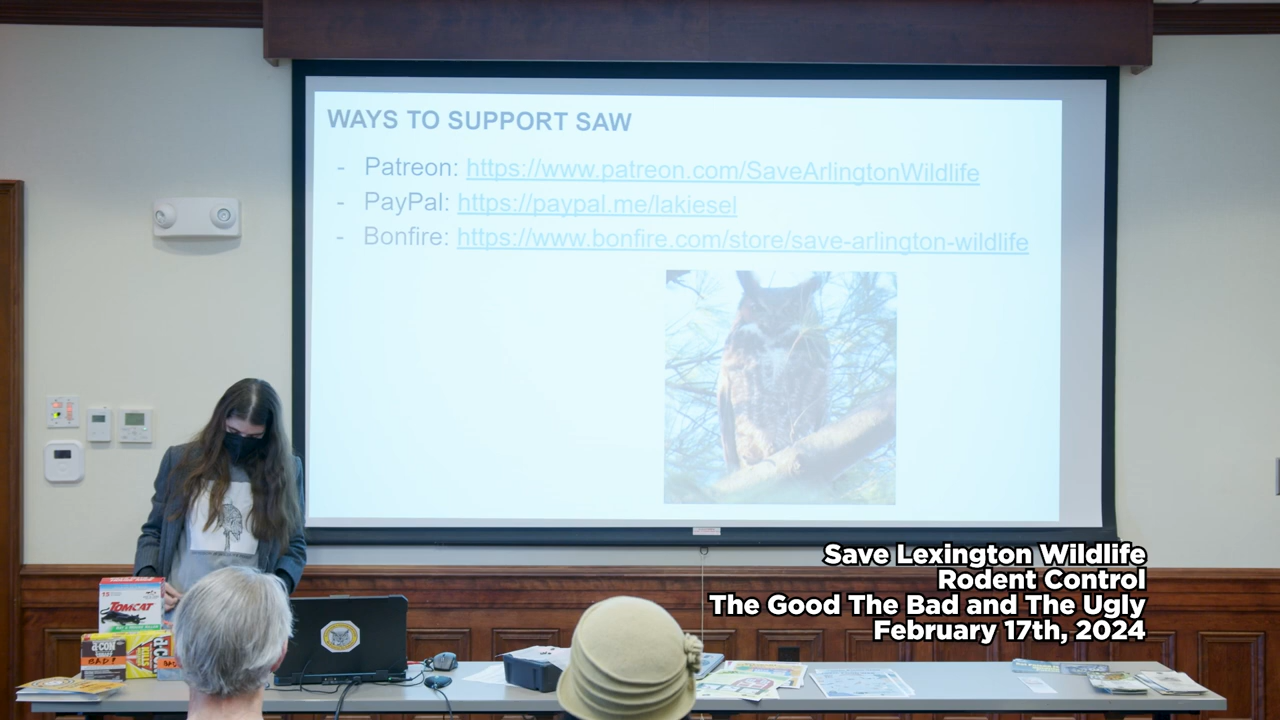 WAYS TO SUPPORT SAW
- Patreon: https://www.patreon.com/SaveArlingtonWildlife
- PayPal: https://paypal.me/lakiesel
- Bonfire: https://www.bonfire.com/store/save-arlington-wildlife
TOMCAT
d-CON
BAD!
Save Lexington Wildlife
Rodent Control
The Good The Bad and The Ugly
February 17th, 2024